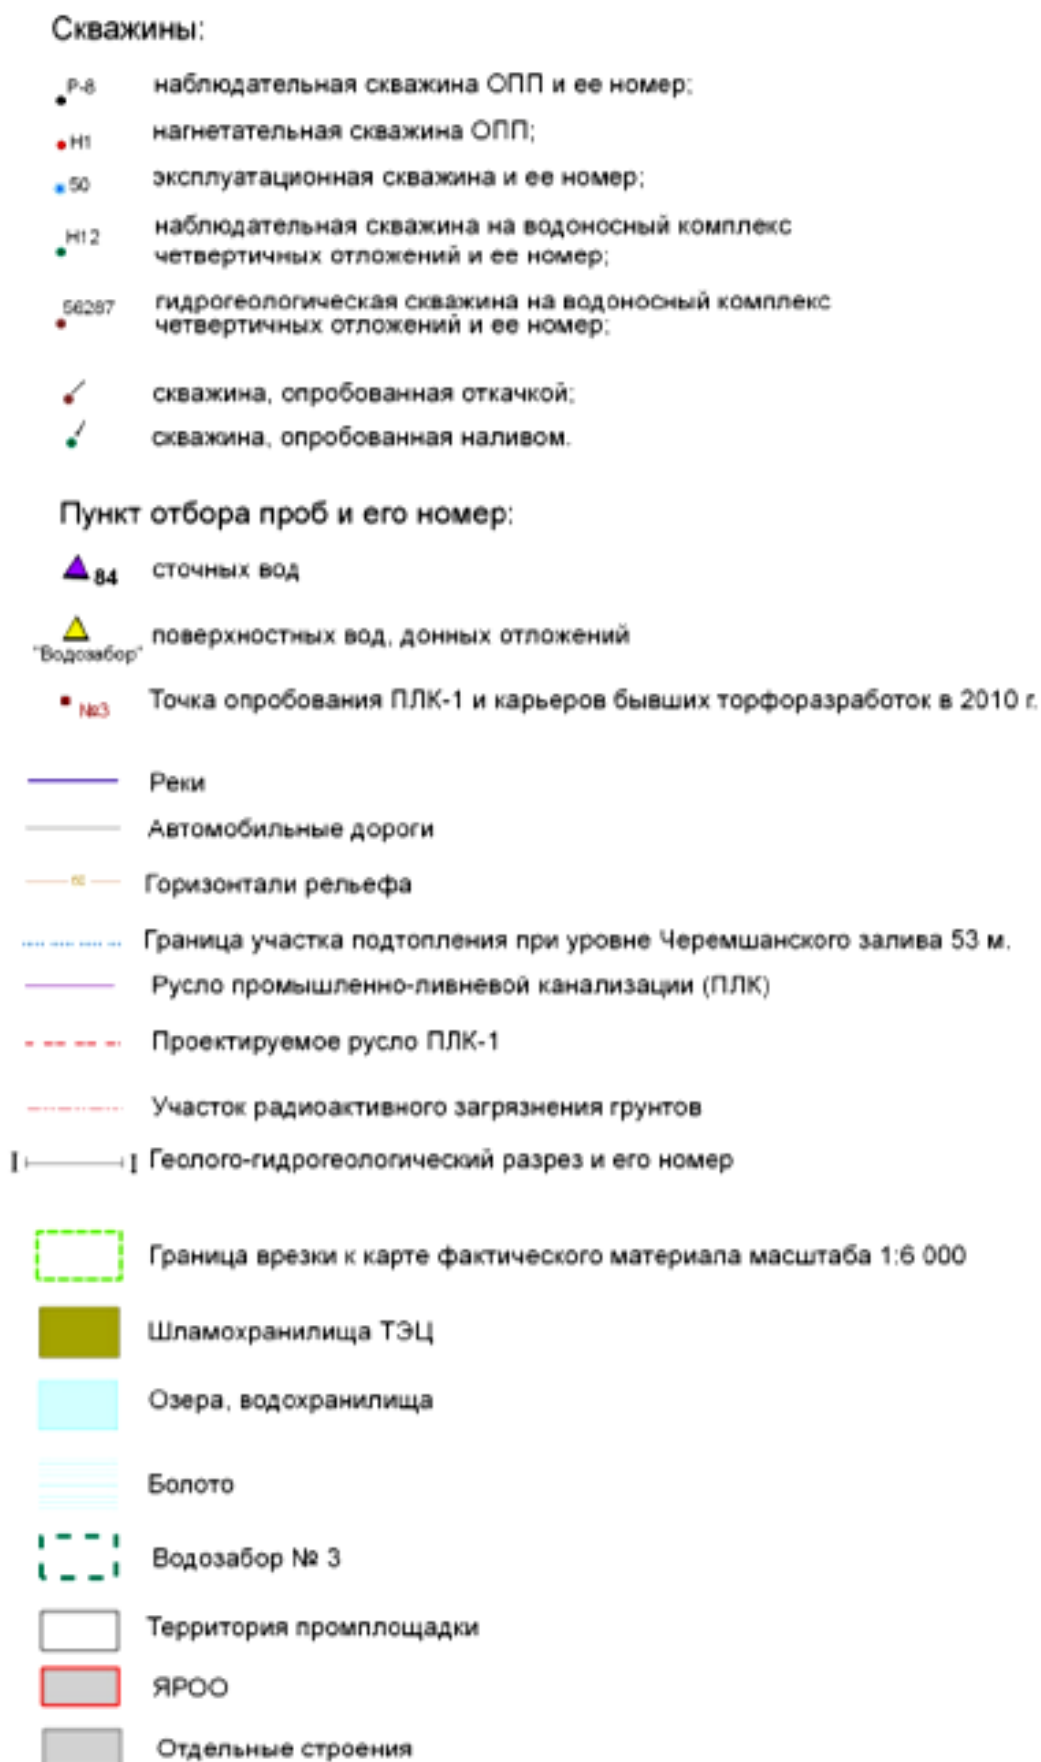 Скважины:
Р-8 наблюдательная скважина ОПП и ее номер;
Н1 нагнетательная скважина ОПП;
50 эксплуатационная скважина и ее номер;
Н12 наблюдательная скважина на водоносный комплекс
четвертичных отложений и ее номер;
56287 гидрогеологическая скважина на водоносный комплекс
четвертичных отложений и ее номер;
скважина, опробованная откачкой;
скважина, опробованная наливом.
Пункт отбора проб и его номер:
84 сточных вод
"Водозабор" поверхностных вод, донных отложений
№3 Точка опробования ПЛК-1 и карьеров бывших торфоразработок в 2010 г.
Реки
Автомобильные дороги
Горизонтали рельефа
Граница участка подтопления при уровне Черемшанского залива 53 м.
Русло промышленно-ливневой канализации (ПЛК)
Проектируемое русло ПЛК-1
Участок радиоактивного загрязнения грунтов
I I Геолого-гидрогеологический разрез и его номер
Граница врезки к карте фактического материала масштаба 1:6 000
Шламохранилища ТЭЦ
Озера, водохранилища
Болото
Водозабор № 3
Территория промплощадки
ЯРОО
Отдельные строения